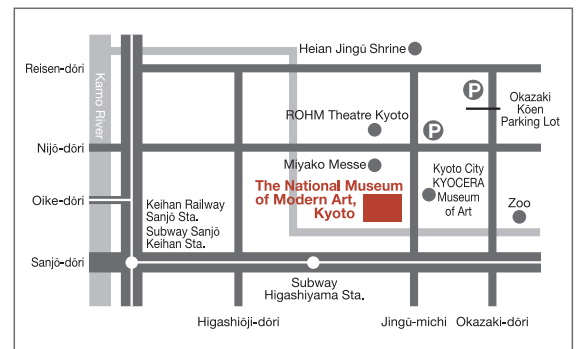 Heian Jingū Shrine
Reisen-dōri
Kamo River
P
Okazaki
Kōen
Parking Lot
ROHM Theatre Kyoto
P
Nijō-dōri
Miyako Messe
Kyoto City
KYOCERA
Museum
of Art
The National Museum
of Modern Art,
Kyoto
Oike-dōri
Keihan Railway
Sanjō Sta.
Subway Sanjō
Keihan Sta.
Zoo
Sanjō-dōri
Subway
Higashiyama Sta.
Higashiōji-dōri
Jingū-michi
Okazaki-dōri